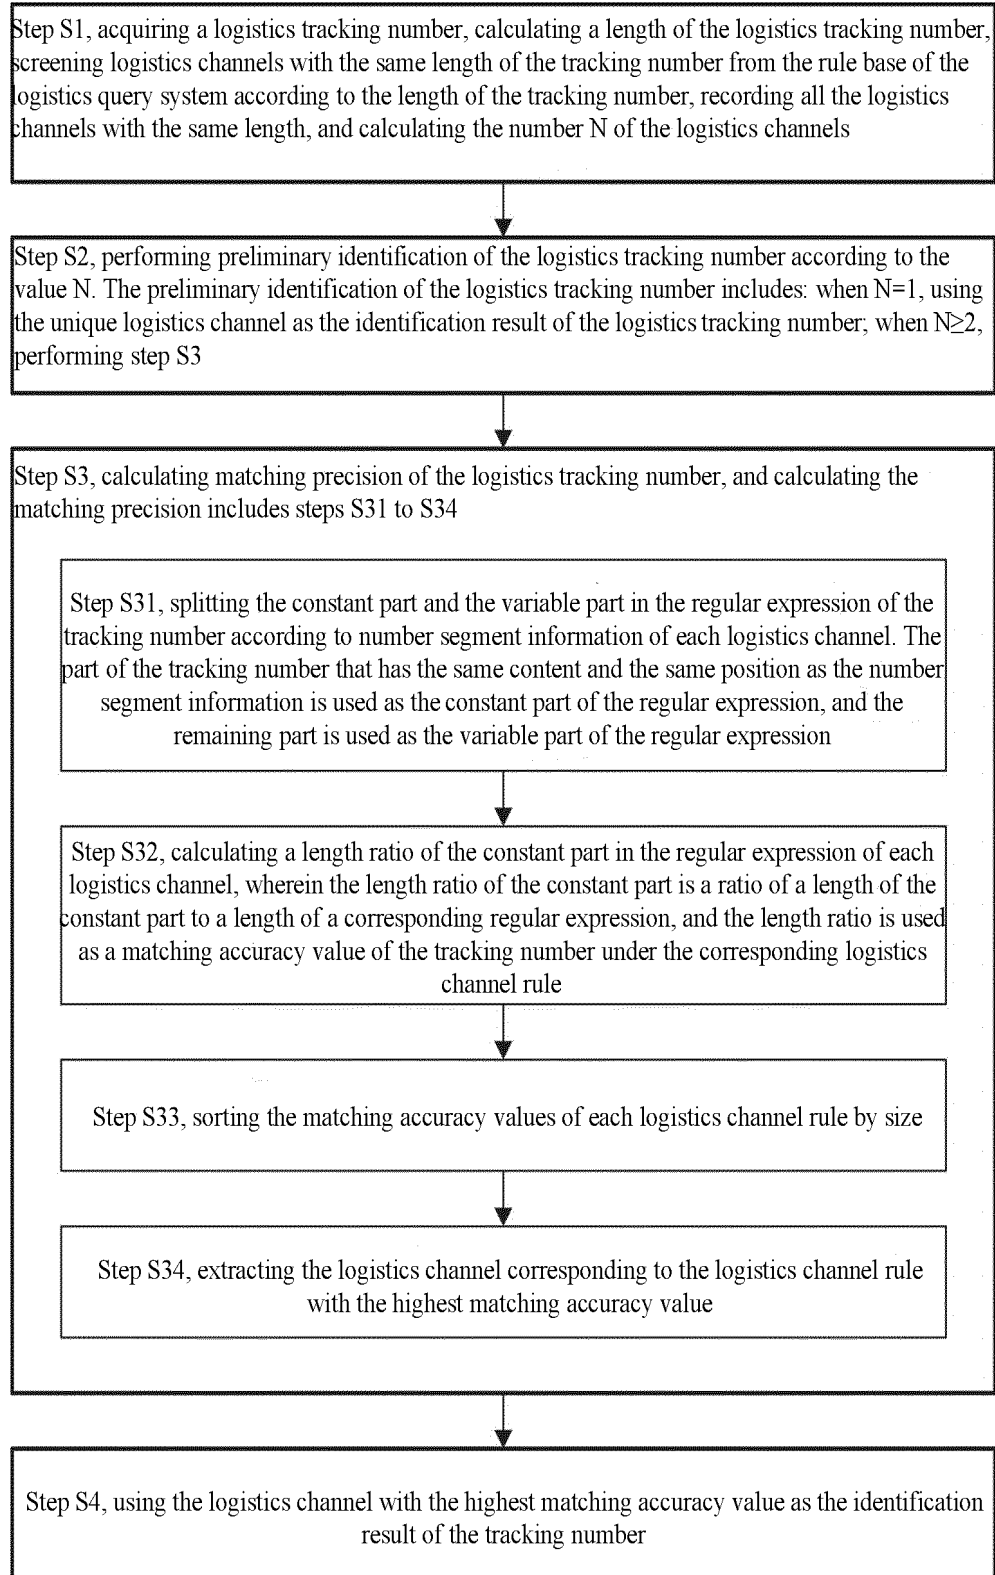 Step S1, acquiring a logistics tracking number, calculating a length of the logistics tracking number,
screening logistics channels with the same length of the tracking number from the rule base of the
logistics query system according to the length of the tracking number, recording all the logistics
channels with the same length, and calculating the number N of the logistics channels
Step S2, performing preliminary identification of the logistics tracking number according to the
value N. The preliminary identification of the logistics tracking number includes: when N=1, using
the unique logistics channel as the identification result of the logistics tracking number; when N≥2,
performing step S3
Step S3, calculating matching precision of the logistics tracking number, and calculating the
matching precision includes steps S31 to S34
Step S31, splitting the constant part and the variable part in the regular expression of the
tracking number according to number segment information of each logistics channel. The
part of the tracking number that has the same content and the same position as the number
segment information is used as the constant part of the regular expression, and the
remaining part is used as the variable part of the regular expression
Step S32, calculating a length ratio of the constant part in the regular expression of each
logistics channel, wherein the length ratio of the constant part is a ratio of a length of the
constant part to a length of a corresponding regular expression, and the length ratio is used
as a matching accuracy value of the tracking number under the corresponding logistics
channel rule
Step S33, sorting the matching accuracy values of each logistics channel rule by size
Step S34, extracting the logistics channel corresponding to the logistics channel rule
with the highest matching accuracy value
Step S4, using the logistics channel with the highest matching accuracy value as the identification
result of the tracking number